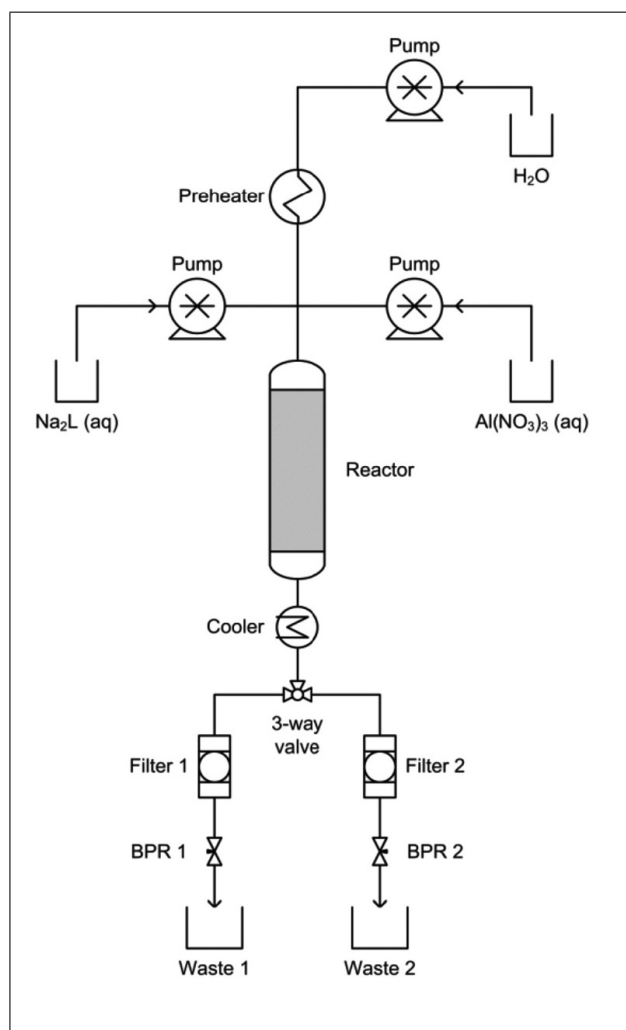 Pump
H₂O
Preheater
Pump
Pump
Na₂L (aq)
Al(NO₃)₃ (aq)
Reactor
Cooler
3-way
valve
Filter 1
Filter 2
BPR 1
BPR 2
Waste 1
Waste 2